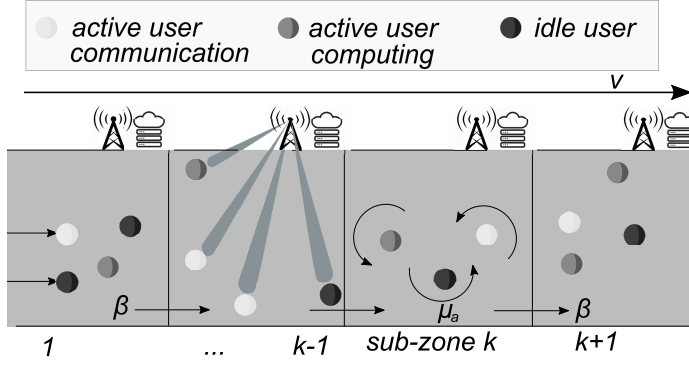 active user communication
active user computing
idle user
v
β
μa
β
1
...
k-1
sub-zone k
k+1